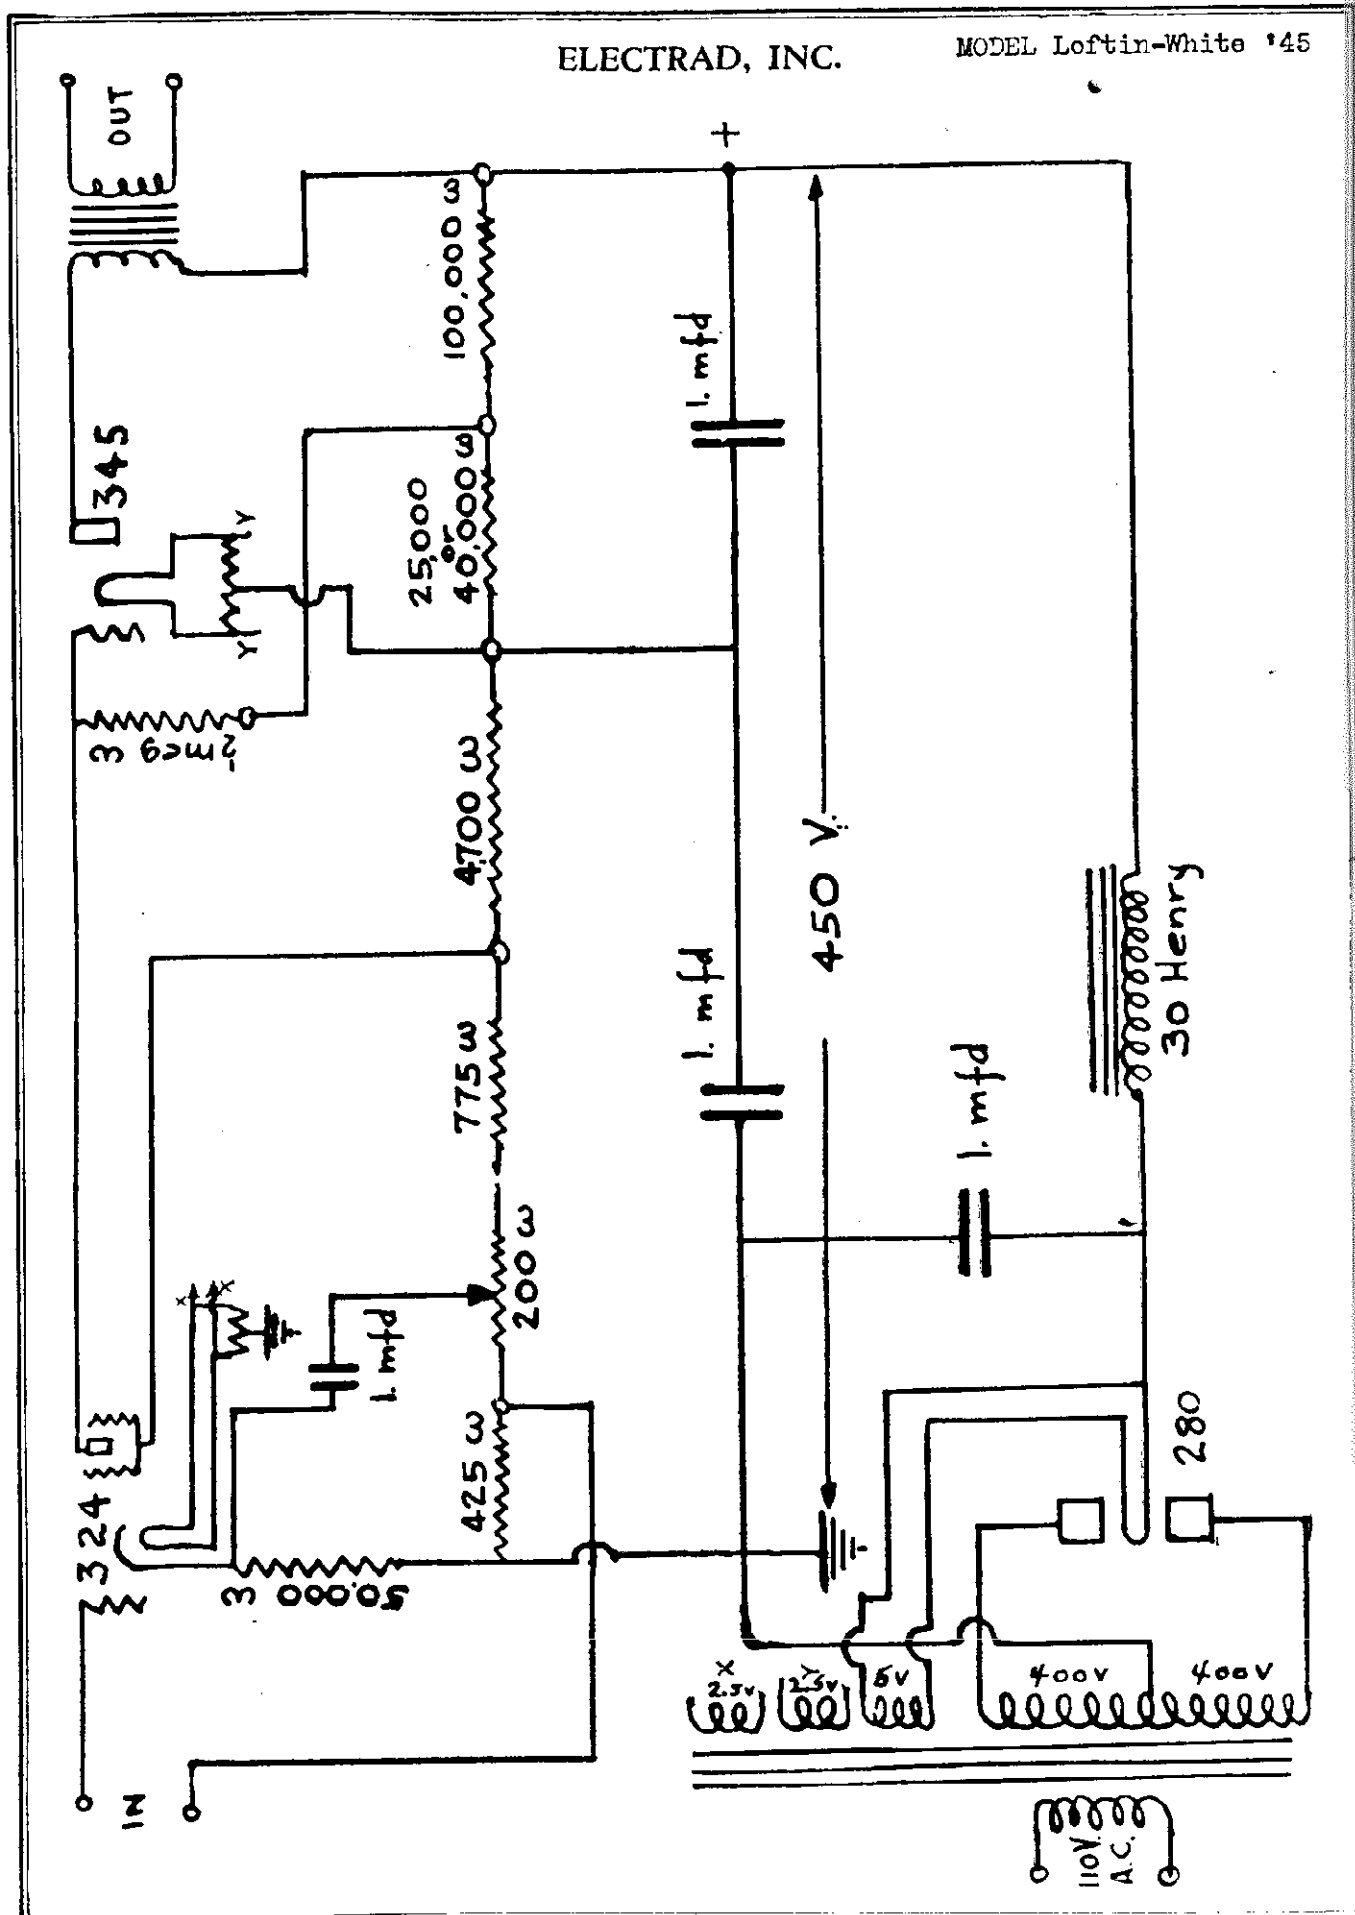 ELECTRAD, INC.
MODEL Loftin-White '45
OUT
+
100,000 ω
345
25,000
or
40,000 ω
Y
Y
1. mfd
½ meg ω
4700 ω
450 V.
1. mfd
30 Henry
775 ω
200 ω
1. mfd
X
X
1. mfd
324
425 ω
50,000 ω
280
X
2.5v
Y
2.5v
5v
400v
400v
IN
110V.
A.C.